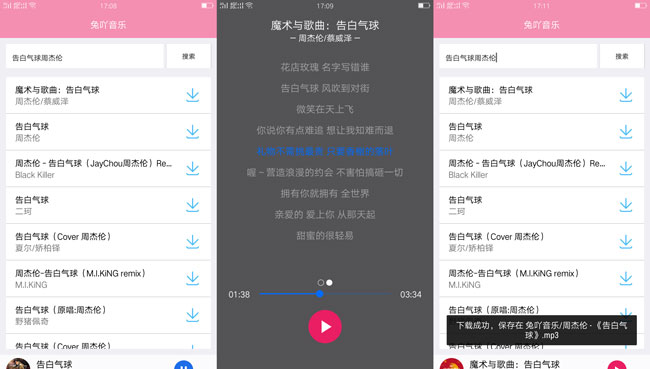 17:08
兔吖音乐
告白气球周杰伦
搜索
魔术与歌曲：告白气球
周杰伦/蔡威泽
告白气球
周杰伦
周杰伦 - 告白气球（JayChou周杰伦）Re...
Black Killer
告白气球
二珂
告白气球（Cover 周杰伦）
夏尔/矫柏铎
周杰伦-告白气球（M.I.KiNG remix）
M.I.KiNG
告白气球（原唱:周杰伦）
野猪佩奇
告白气球（Cover 周杰伦）
告白气球
17:09
魔术与歌曲：告白气球
─ 周杰伦/蔡威泽 ─
花店玫瑰 名字写错谁
告白气球 风吹到对街
微笑在天上飞
你说你有点难追 想让我知难而退
喔～营造浪漫的约会 不害怕搞砸一切
拥有你就拥有 全世界
亲爱的 爱上你 从那天起
甜蜜的很轻易
01:38
03:34
17:11
兔吖音乐
告白气球周杰伦
搜索
魔术与歌曲：告白气球
周杰伦/蔡威泽
告白气球
周杰伦
周杰伦 - 告白气球（JayChou周杰伦）Re...
Black Killer
告白气球
二珂
告白气球（Cover 周杰伦）
夏尔/矫柏铎
周杰伦-告白气球（M.I.KiNG remix）
M.I.KiNG
告白气球（原唱:周杰伦）
下载成功，保存在 兔吖音乐/周杰伦 -《告白气
球》.mp3
魔术与歌曲：告白气球